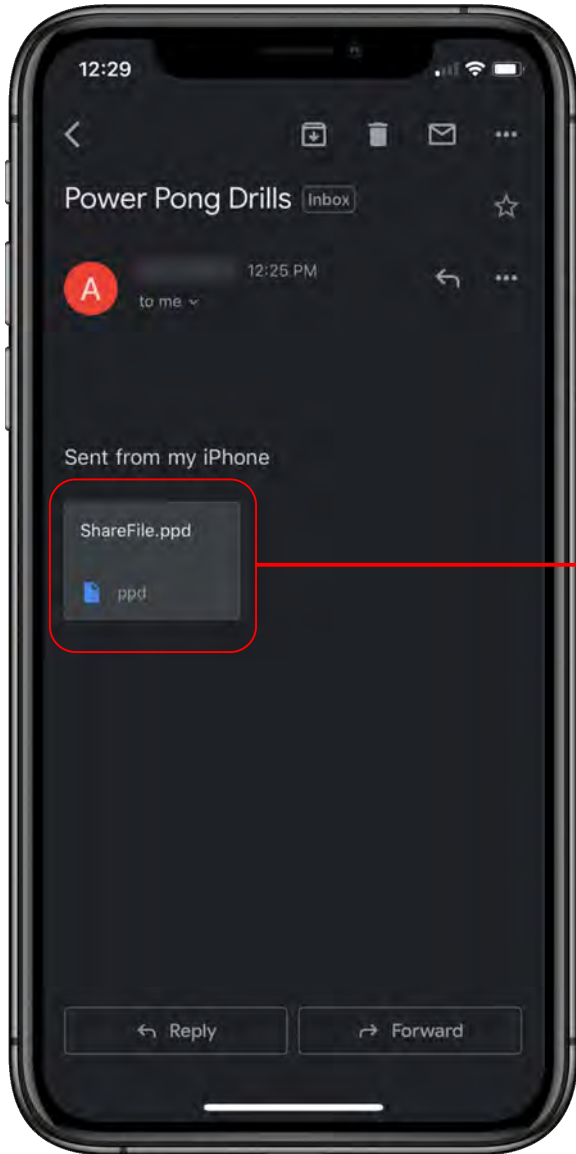 12:29
Power Pong Drills Inbox
A
12:25 PM
to me
Sent from my iPhone
ShareFile.ppd
ppd
Reply
Forward